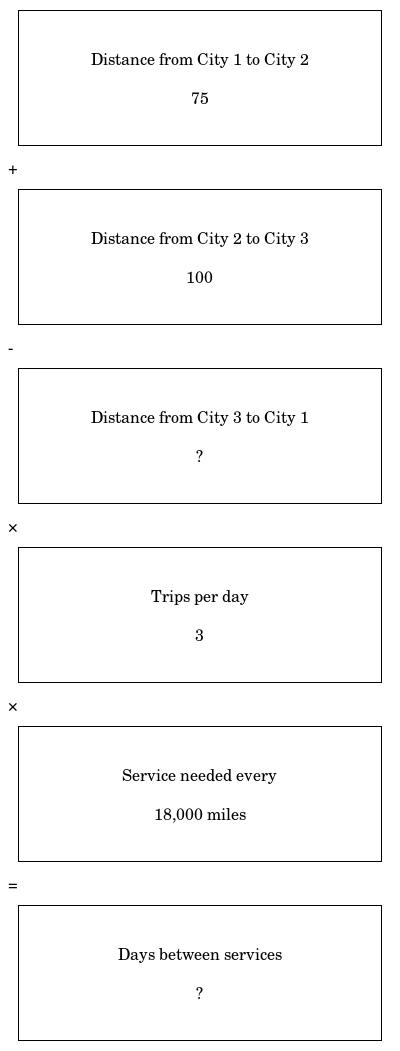 Distance from City 1 to City 2
75
+
Distance from City 2 to City 3
100
-
Distance from City 3 to City 1
?
×
Trips per day
3
×
Service needed every
18,000 miles
=
Days between services
?